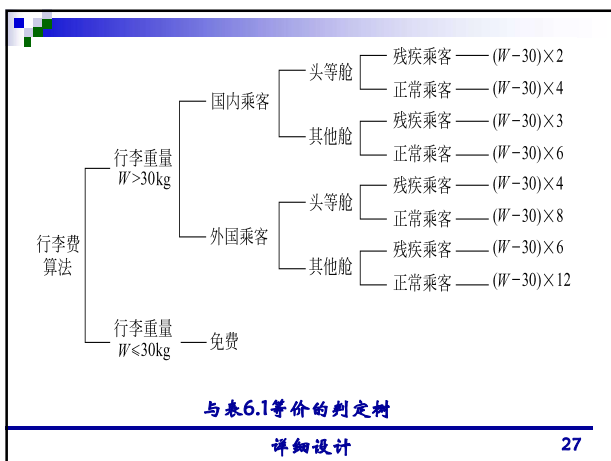 头等舱
残疾乘客
(W−30)×2
正常乘客
(W−30)×4
国内乘客
其他舱
残疾乘客
(W−30)×3
正常乘客
(W−30)×6
行李重量
W>30kg
外国乘客
头等舱
残疾乘客
(W−30)×4
正常乘客
(W−30)×8
其他舱
残疾乘客
(W−30)×6
正常乘客
(W−30)×12
行李费
算法
行李重量
W≤30kg
免费
与表6.1等价的判定树
详细设计
27